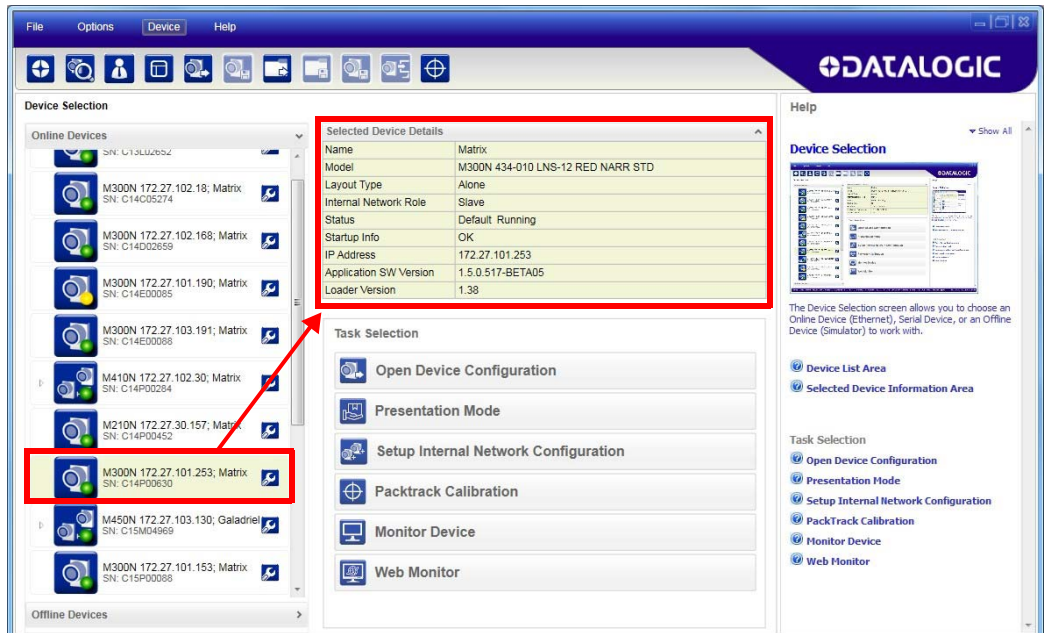 File Options Device Help
DATALOGIC
Device Selection
Online Devices
SN: C13L02652
M300N 172.27.102.18; Matrix
SN: C14C05274
M300N 172.27.102.168; Matrix
SN: C14D02659
M300N 172.27.101.190; Matrix
SN: C14E00085
M300N 172.27.103.191; Matrix
SN: C14E00088
M410N 172.27.102.30; Matrix
SN: C14P00284
M210N 172.27.30.157; Matrix
SN: C14P00452
M300N 172.27.101.253; Matrix
SN: C14P00630
M450N 172.27.103.130; Galadriel
SN: C15M04969
M300N 172.27.101.153; Matrix
SN: C15P00088
Offline Devices
Selected Device Details
Name Matrix
Model M300N 434-010 LNS-12 RED NARR STD
Layout Type Alone
Internal Network Role Slave
Status Default Running
Startup Info OK
IP Address 172.27.101.253
Application SW Version 1.5.0.517-BETA05
Loader Version 1.38
Task Selection
Open Device Configuration
Presentation Mode
Setup Internal Network Configuration
Packtrack Calibration
Monitor Device
Web Monitor
Help
Show All
Device Selection
The Device Selection screen allows you to choose an
Online Device (Ethernet), Serial Device, or an Offline
Device (Simulator) to work with.
Device List Area
Selected Device Information Area
Task Selection
Open Device Configuration
Presentation Mode
Setup Internal Network Configuration
PackTrack Calibration
Monitor Device
Web Monitor